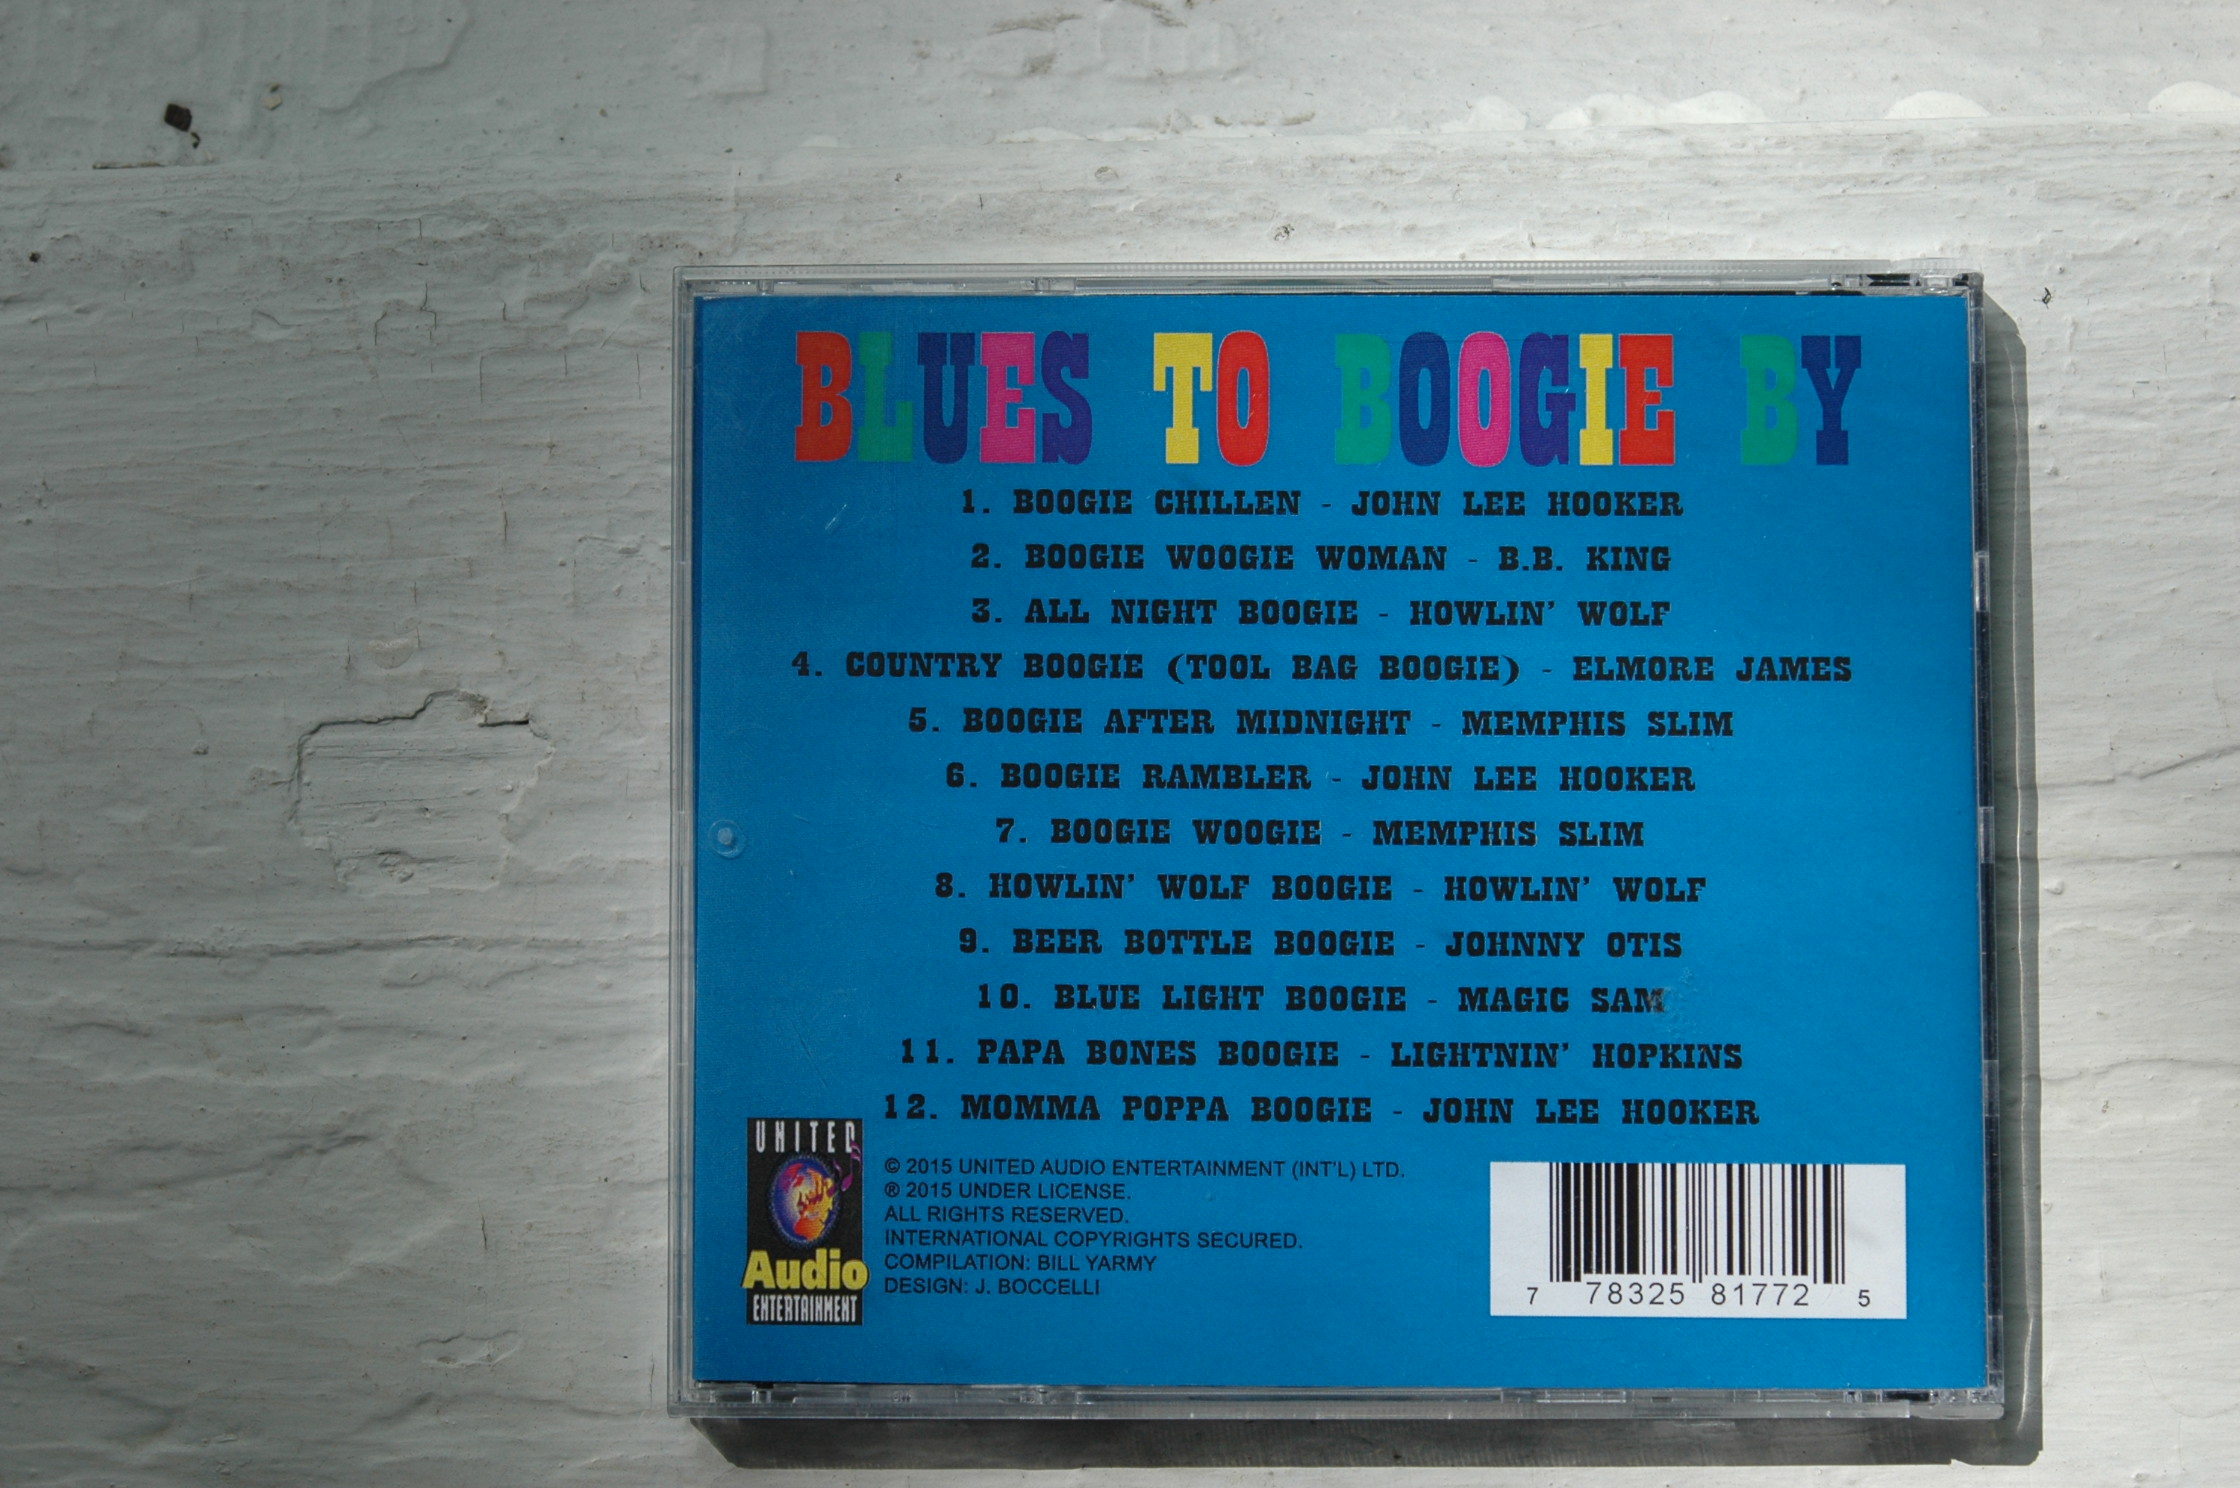 BLUES TO BOOGIE BY
1. BOOGIE CHILLEN - JOHN LEE HOOKER
2. BOOGIE WOOGIE WOMAN - B.B. KING
3. ALL NIGHT BOOGIE - HOWLIN' WOLF
4. COUNTRY BOOGIE (TOOL BAG BOOGIE) - ELMORE JAMES
5. BOOGIE AFTER MIDNIGHT - MEMPHIS SLIM
6. BOOGIE RAMBLER - JOHN LEE HOOKER
7. BOOGIE WOOGIE - MEMPHIS SLIM
8. HOWLIN' WOLF BOOGIE - HOWLIN' WOLF
9. BEER BOTTLE BOOGIE - JOHNNY OTIS
10. BLUE LIGHT BOOGIE - MAGIC SAM
11. PAPA BONES BOOGIE - LIGHTNIN' HOPKINS
12. MOMMA POPPA BOOGIE - JOHN LEE HOOKER
UNITED
Audio
ENTERTAINMENT
© 2015 UNITED AUDIO ENTERTAINMENT (INT'L) LTD.
® 2015 UNDER LICENSE.
ALL RIGHTS RESERVED.
INTERNATIONAL COPYRIGHTS SECURED.
COMPILATION: BILL YARMY
DESIGN: J. BOCCELLI
7 78325 81772 5